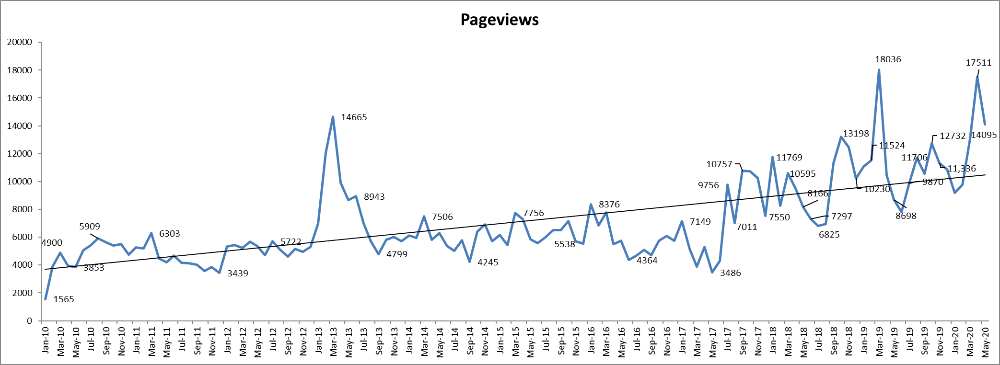 Pageviews
20000
18000
16000
14000
12000
10000
8000
6000
4000
2000
0
1565
4900
3853
5909
6303
3439
5722
14665
8943
4799
7506
4245
7756
5538
8376
4364
7149
3486
9756
7011
10757
7550
11769
10595
8166
7297
6825
13198
10230
11524
18036
8698
9870
11706
12732
11,336
17511
14095
Jan-10
Mar-10
May-10
Jul-10
Sep-10
Nov-10
Jan-11
Mar-11
May-11
Jul-11
Sep-11
Nov-11
Jan-12
Mar-12
May-12
Jul-12
Sep-12
Nov-12
Jan-13
Mar-13
May-13
Jul-13
Sep-13
Nov-13
Jan-14
Mar-14
May-14
Jul-14
Sep-14
Nov-14
Jan-15
Mar-15
May-15
Jul-15
Sep-15
Nov-15
Jan-16
Mar-16
May-16
Jul-16
Sep-16
Nov-16
Jan-17
Mar-17
May-17
Jul-17
Sep-17
Nov-17
Jan-18
Mar-18
May-18
Jul-18
Sep-18
Nov-18
Jan-19
Mar-19
May-19
Jul-19
Sep-19
Nov-19
Jan-20
Mar-20
May-20